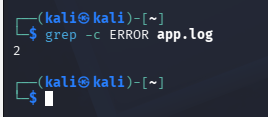 ┌──(kali㉿kali)-[~]
└─$ grep -c ERROR app.log
2
┌──(kali㉿kali)-[~]
└─$